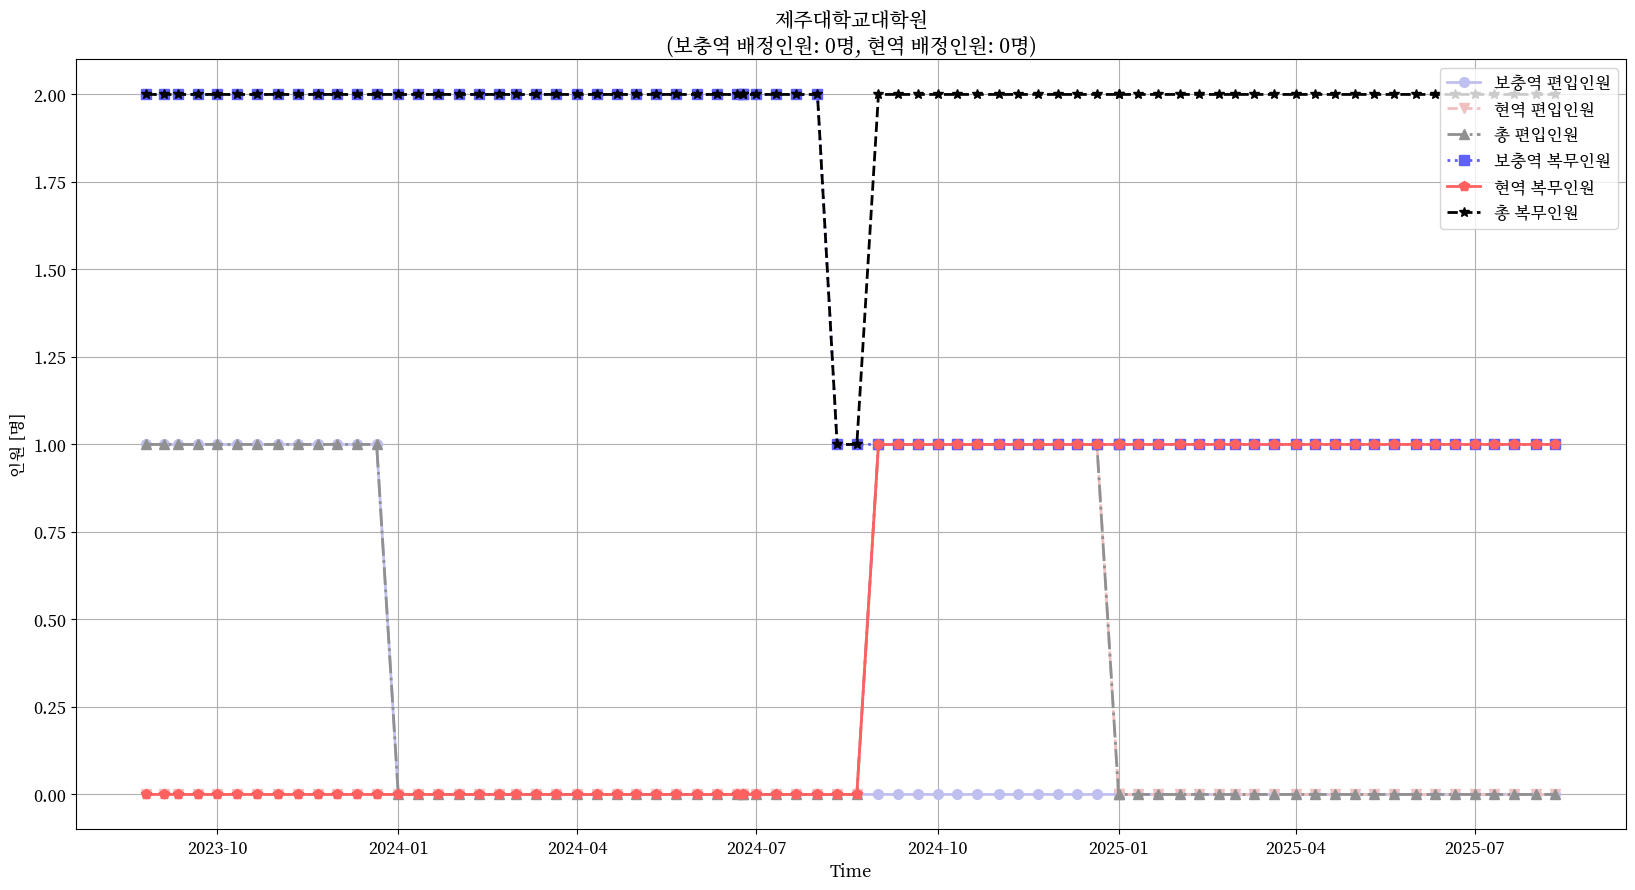 제주대학교대학원
(보충역 배정인원: 0명, 현역 배정인원: 0명)
보충역 편입인원
현역 편입인원
총 편입인원
보충역 복무인원
현역 복무인원
총 복무인원
인원 [명]
2.00
1.75
1.50
1.25
1.00
0.75
0.50
0.25
0.00
2023-10
2024-01
2024-04
2024-07
2024-10
2025-01
2025-04
2025-07
Time